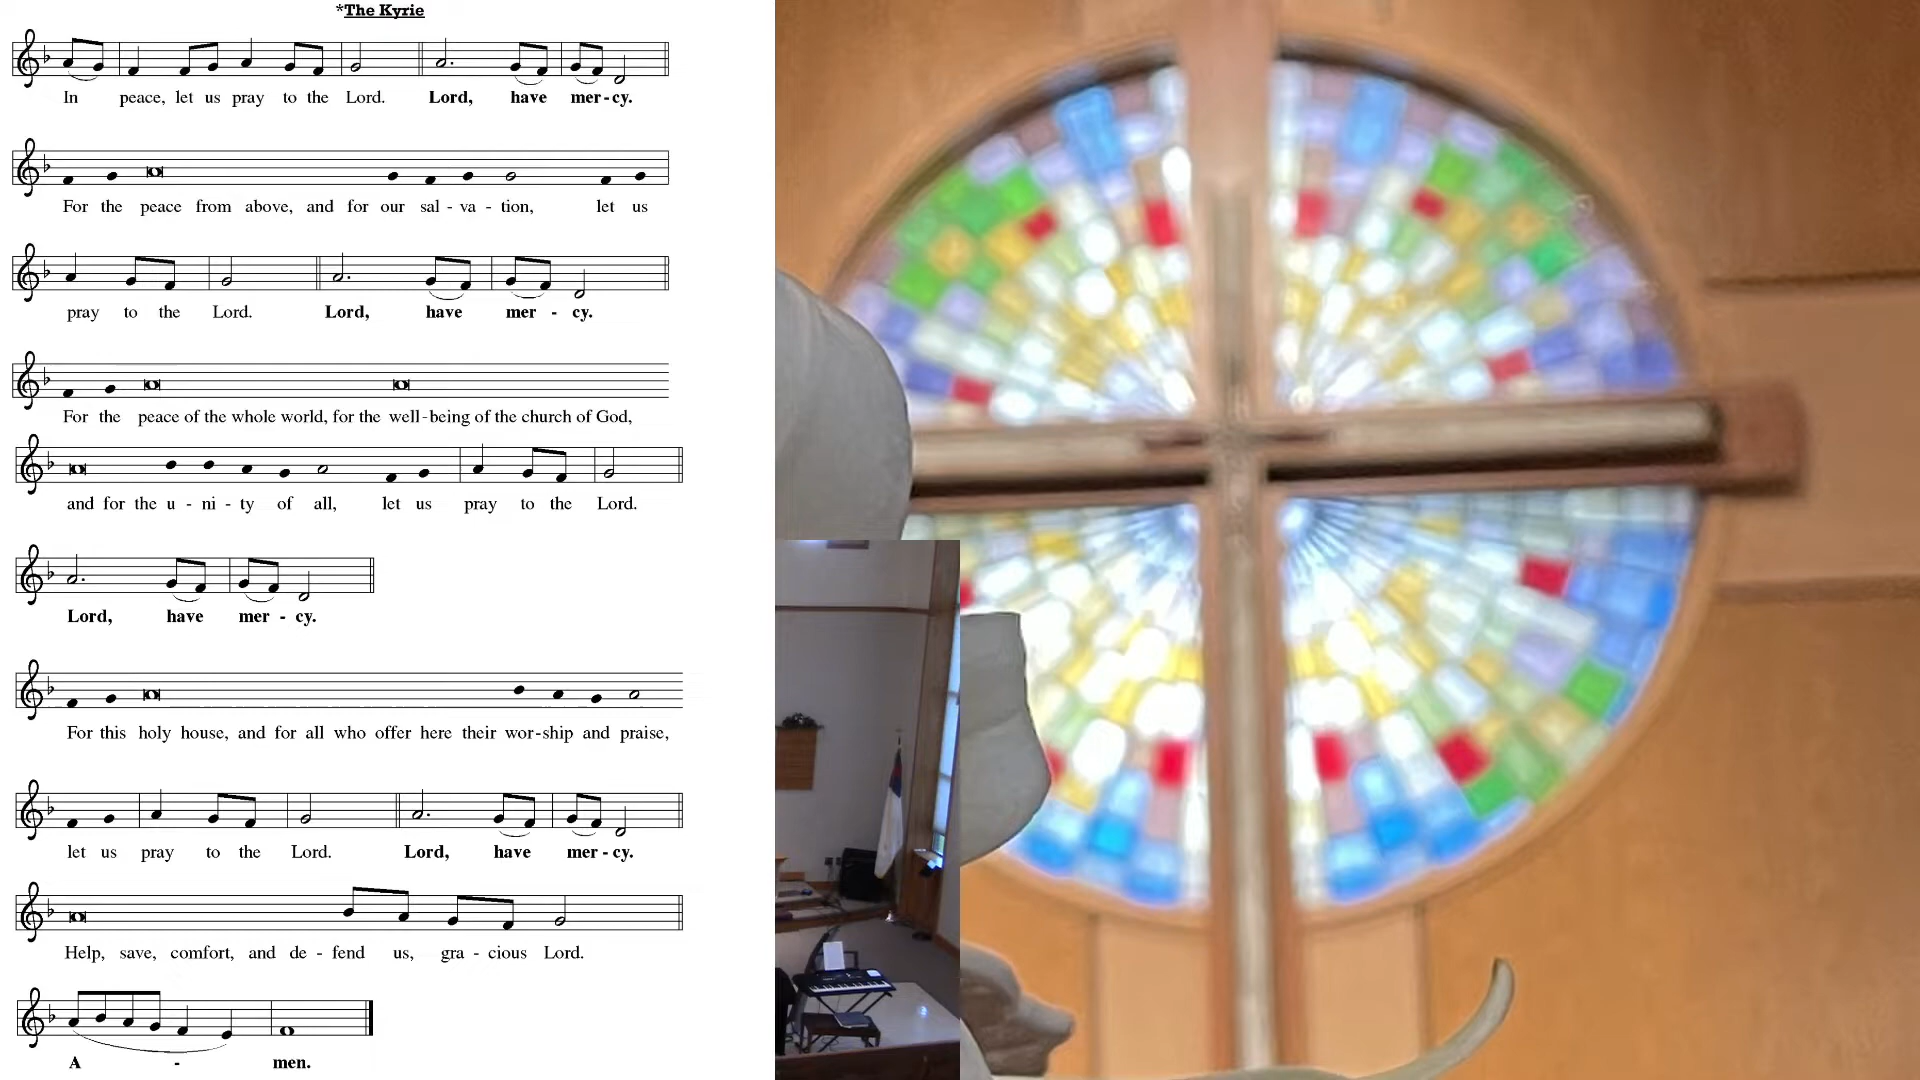 *The Kyrie
In peace, let us pray to the Lord. Lord, have mer-cy.
For the peace from above, and for our sal - va - tion, let us
pray to the Lord. Lord, have mer - cy.
For the peace of the whole world, for the well-being of the church of God,
and for the u - ni - ty of all, let us pray to the Lord.
Lord, have mer - cy.
For this holy house, and for all who offer here their wor-ship and praise,
let us pray to the Lord. Lord, have mer-cy.
Help, save, comfort, and de - fend us, gra - cious Lord.
A - men.